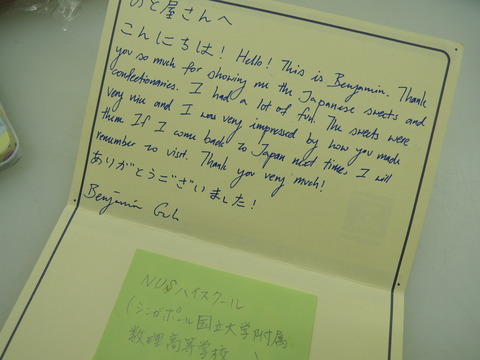 のと屋さんへ
こんにちは! Hello! This is Benjamin. Thank
you so much for showing me the Japanese sweets and
confectionaries. I had a lot of fun. The sweets were
very nice and I was very impressed by how you made
them. If I come back to Japan next time, I will
remember to visit. Thank you very much!
ありがとうございました!
Benjamin Goh
NUSハイスクール
(シンガポール国立大学附属
数理高等学校 )